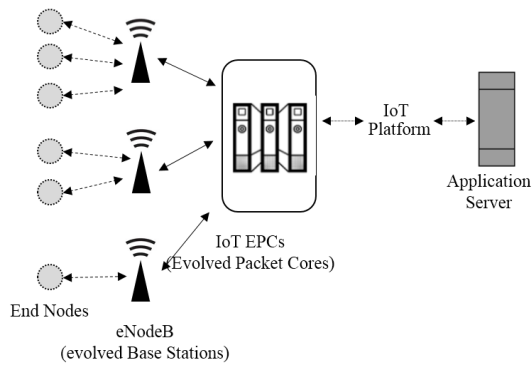 IoT
Platform
Application
Server
IoT EPCs
(Evolved Packet Cores)
End Nodes
eNodeB
(evolved Base Stations)